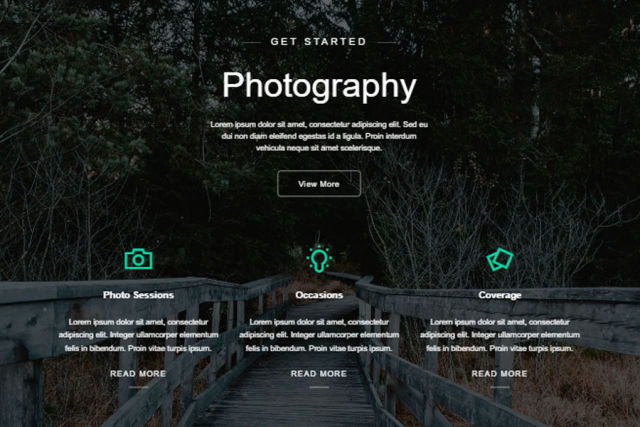 GET STARTED
Photography
Lorem ipsum dolor sit amet, consectetur adipiscing elit. Sed eu
dui non diam eleifend egestas id a ligula. Proin interdum
vehicula neque sit amet scelerisque.
View More
Photo Sessions
Lorem ipsum dolor sit amet, consectetur
adipiscing elit. Integer ullamcorper elementum
felis in bibendum. Proin vitae turpis ipsum.
READ MORE
Occasions
Lorem ipsum dolor sit amet, consectetur
adipiscing elit. Integer ullamcorper elementum
felis in bibendum. Proin vitae turpis ipsum.
READ MORE
Coverage
Lorem ipsum dolor sit amet, consectetur
adipiscing elit. Integer ullamcorper elementum
felis in bibendum. Proin vitae turpis ipsum.
READ MORE